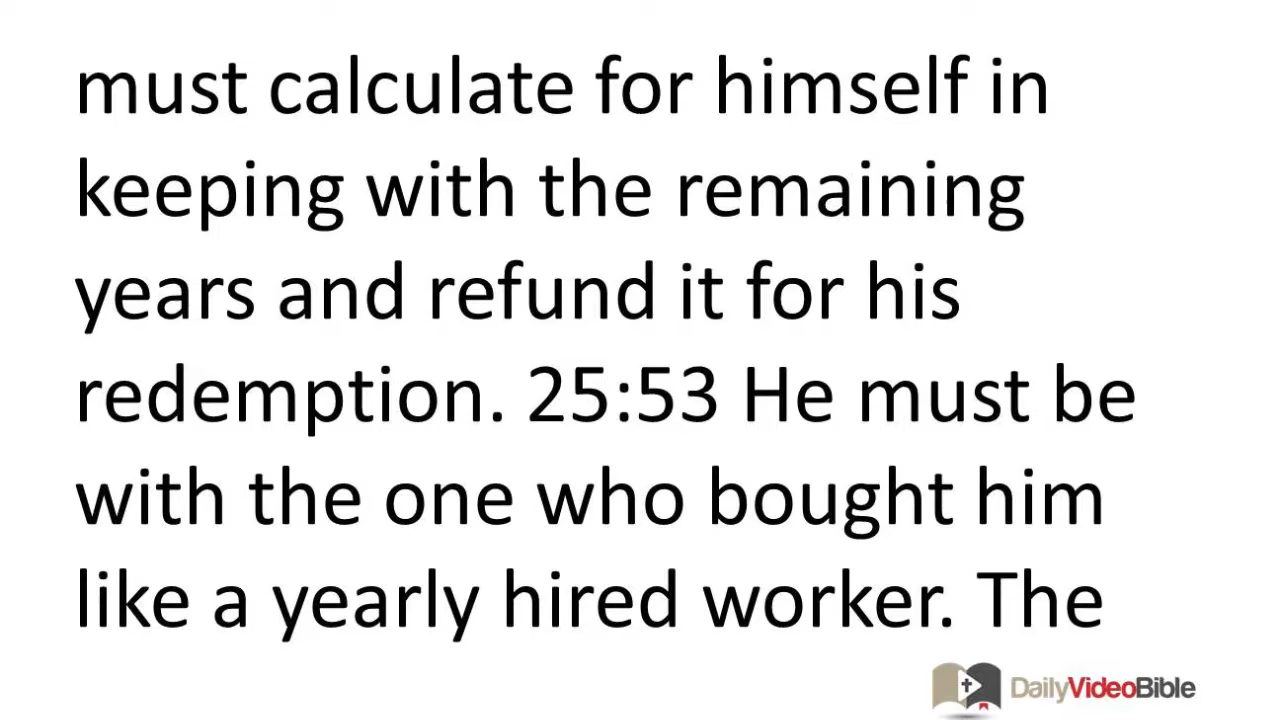 must calculate for himself in
keeping with the remaining
years and refund it for his
redemption. 25:53 He must be
with the one who bought him
like a yearly hired worker. The
DailyVideoBible